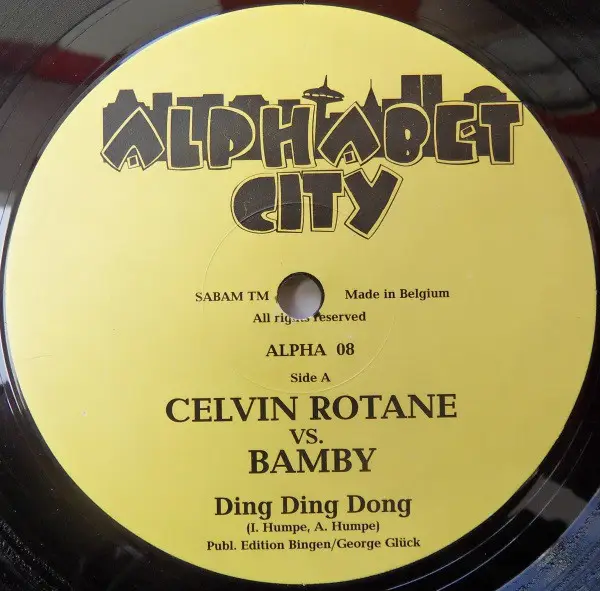 ALPHABET
CITY
SABAM TM Made in Belgium
All rights reserved
ALPHA 08
Side A
CELVIN ROTANE
VS.
BAMBY
Ding Ding Dong
(I. Humpe, A. Humpe)
Publ. Edition Bingen/George Glück